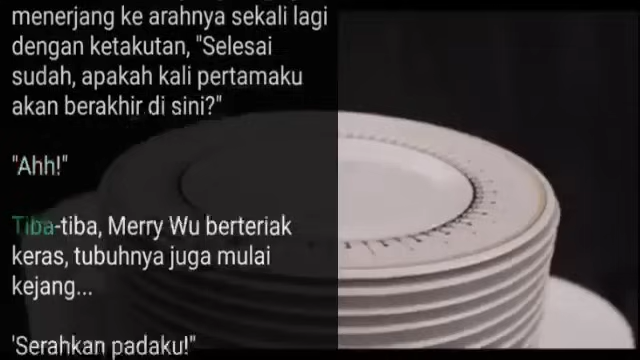 menerjang ke arahnya sekali lagi
dengan ketakutan, "Selesai
sudah, apakah kali pertamaku
akan berakhir di sini?"
"Ahh!"
Tiba-tiba, Merry Wu berteriak
keras, tubuhnya juga mulai
kejang...
'Serahkan padaku!"